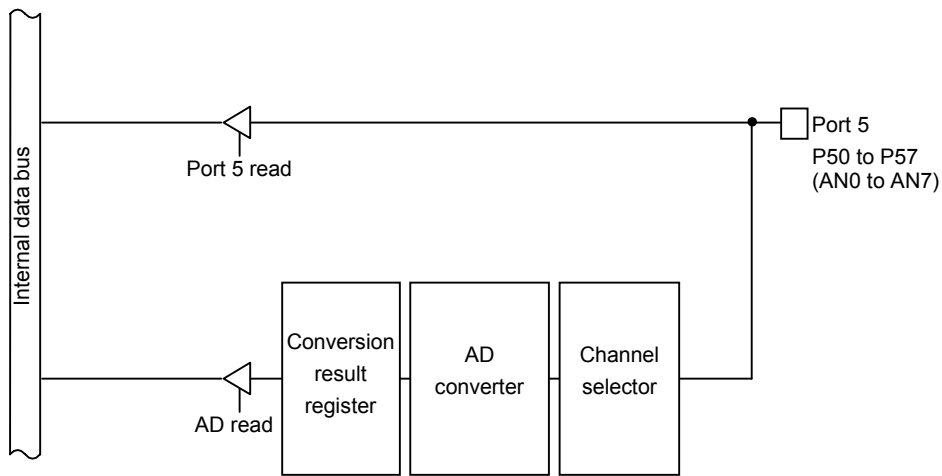 Port 5
P50 to P57
(AN0 to AN7)
Port 5 read
Internal data bus
Conversion
result
register
AD
converter
Channel
selector
AD read